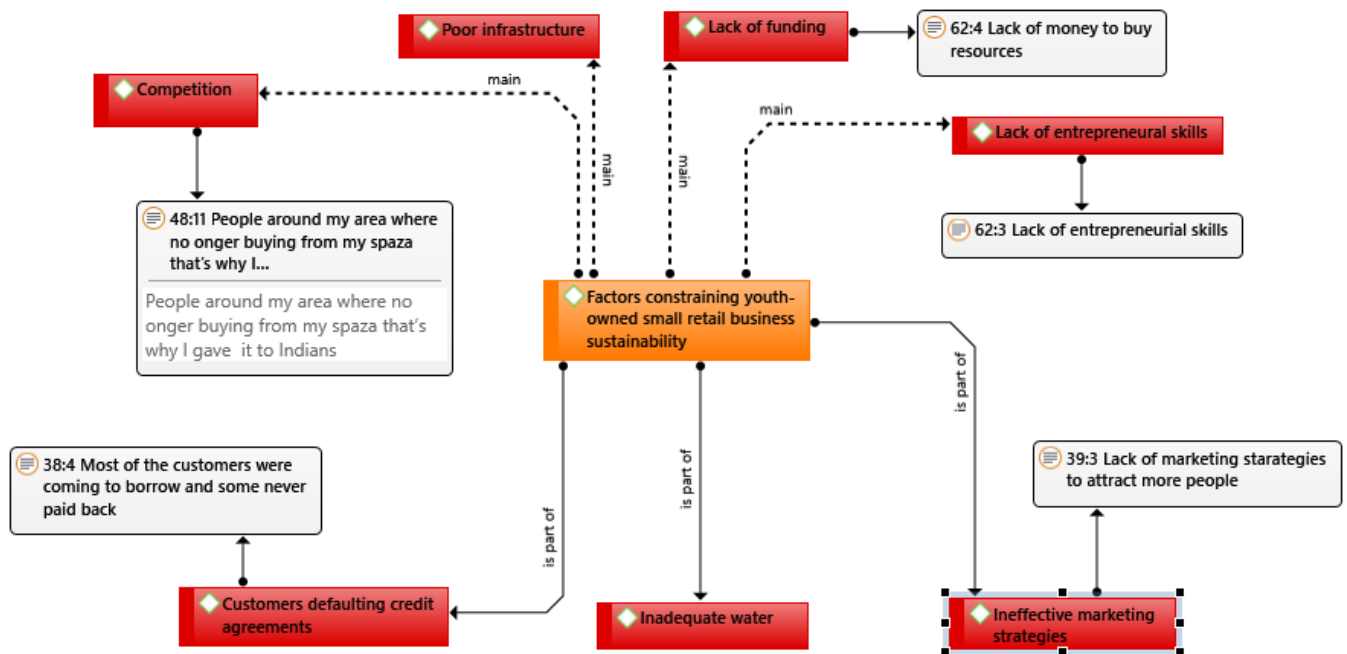 Poor infrastructure
Lack of funding
62:4 Lack of money to buy
resources
Competition
main
main
main
main
Lack of entrepreneural skills
48:11 People around my area where
no onger buying from my spaza
that's why I...
People around my area where no
onger buying from my spaza that's
why I gave  it to Indians
62:3 Lack of entrepreneurial skills
Factors constraining youth-
owned small retail business
sustainability
is part of
is part of
is part of
38:4 Most of the customers were
coming to borrow and some never
paid back
39:3 Lack of marketing starategies
to attract more people
Customers defaulting credit
agreements
Inadequate water
Ineffective marketing
strategies